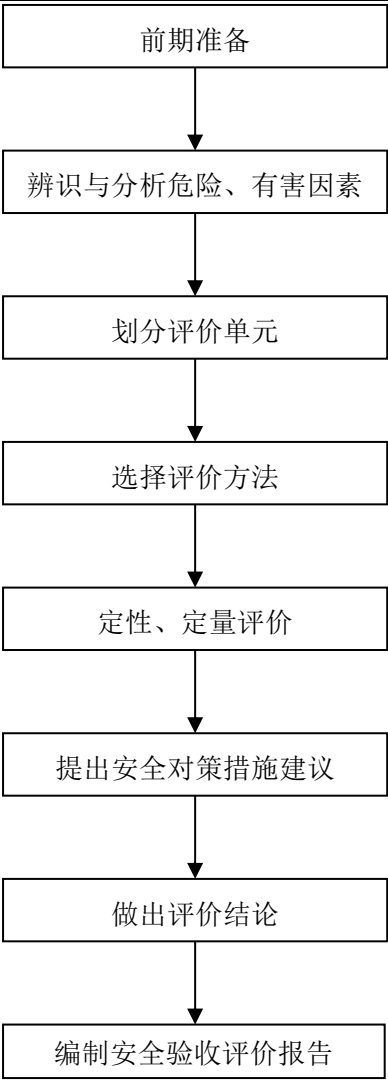 前期准备
辨识与分析危险、有害因素
划分评价单元
选择评价方法
定性、定量评价
提出安全对策措施建议
做出评价结论
编制安全验收评价报告